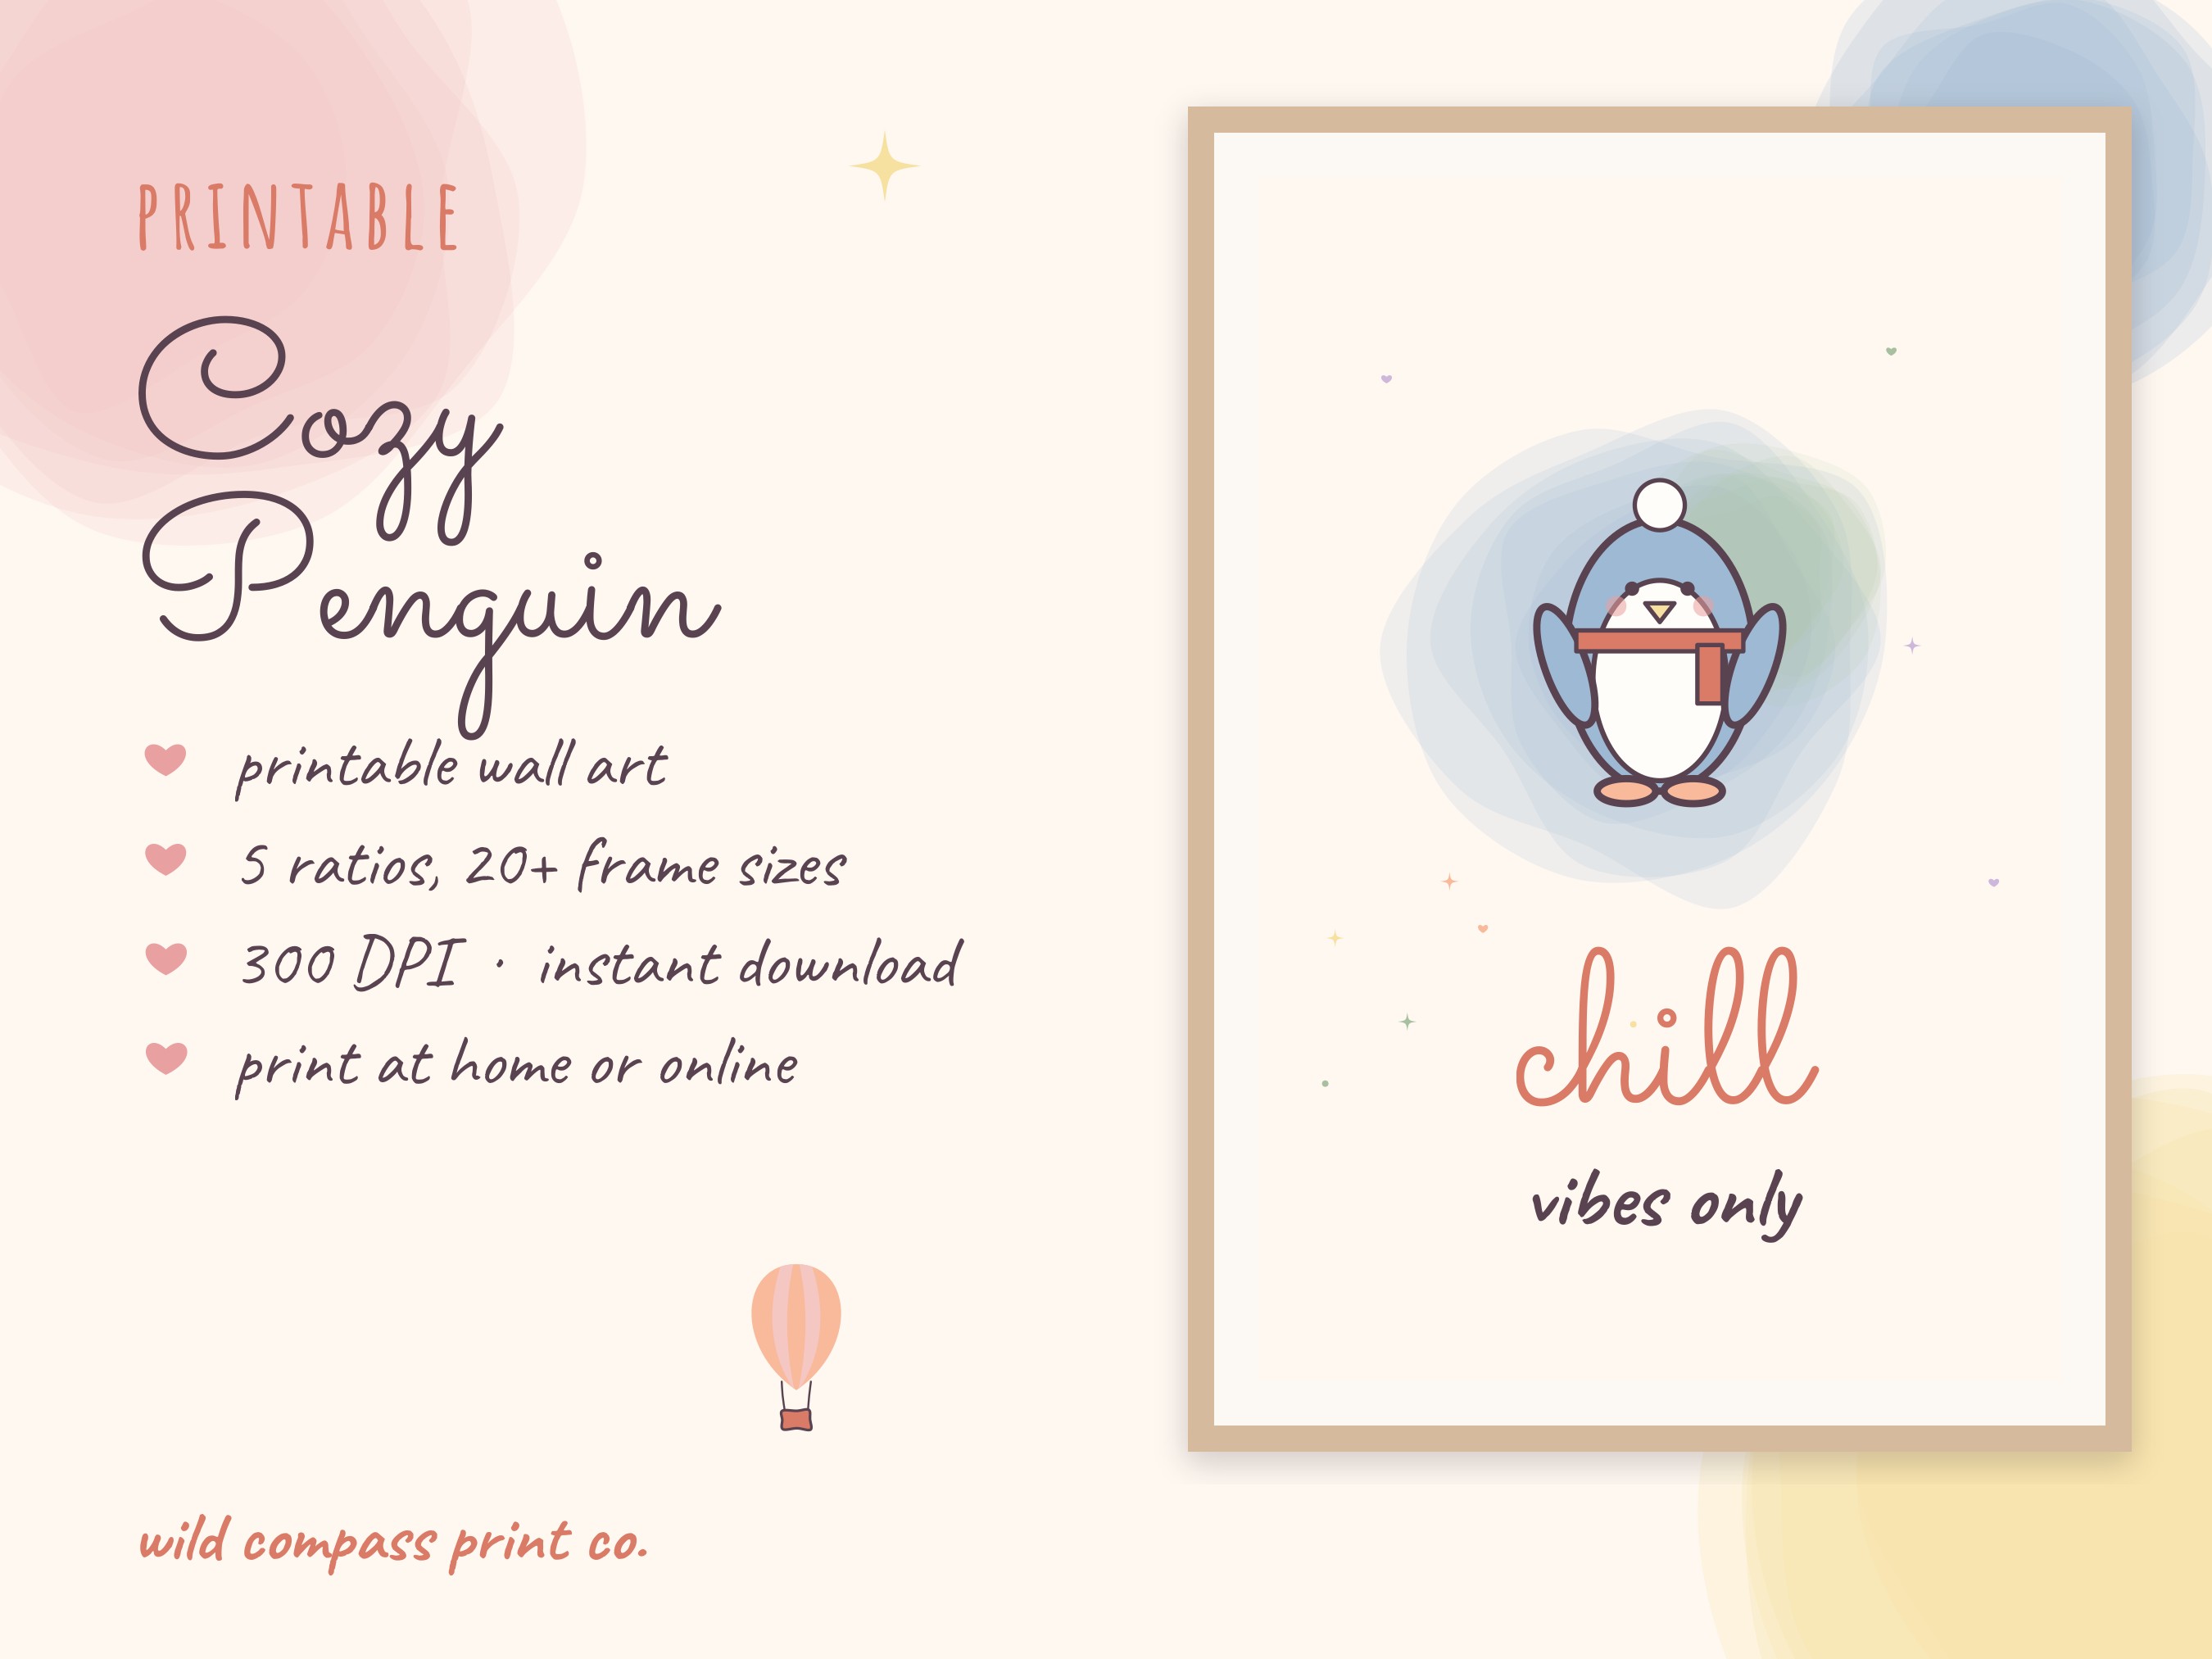 PRINTABLE
Cozy
Penguin
printable wall art
5 ratios, 20+ frame sizes
300 DPI · instant download
print at home or online
wild compass print co.
chill
vibes only